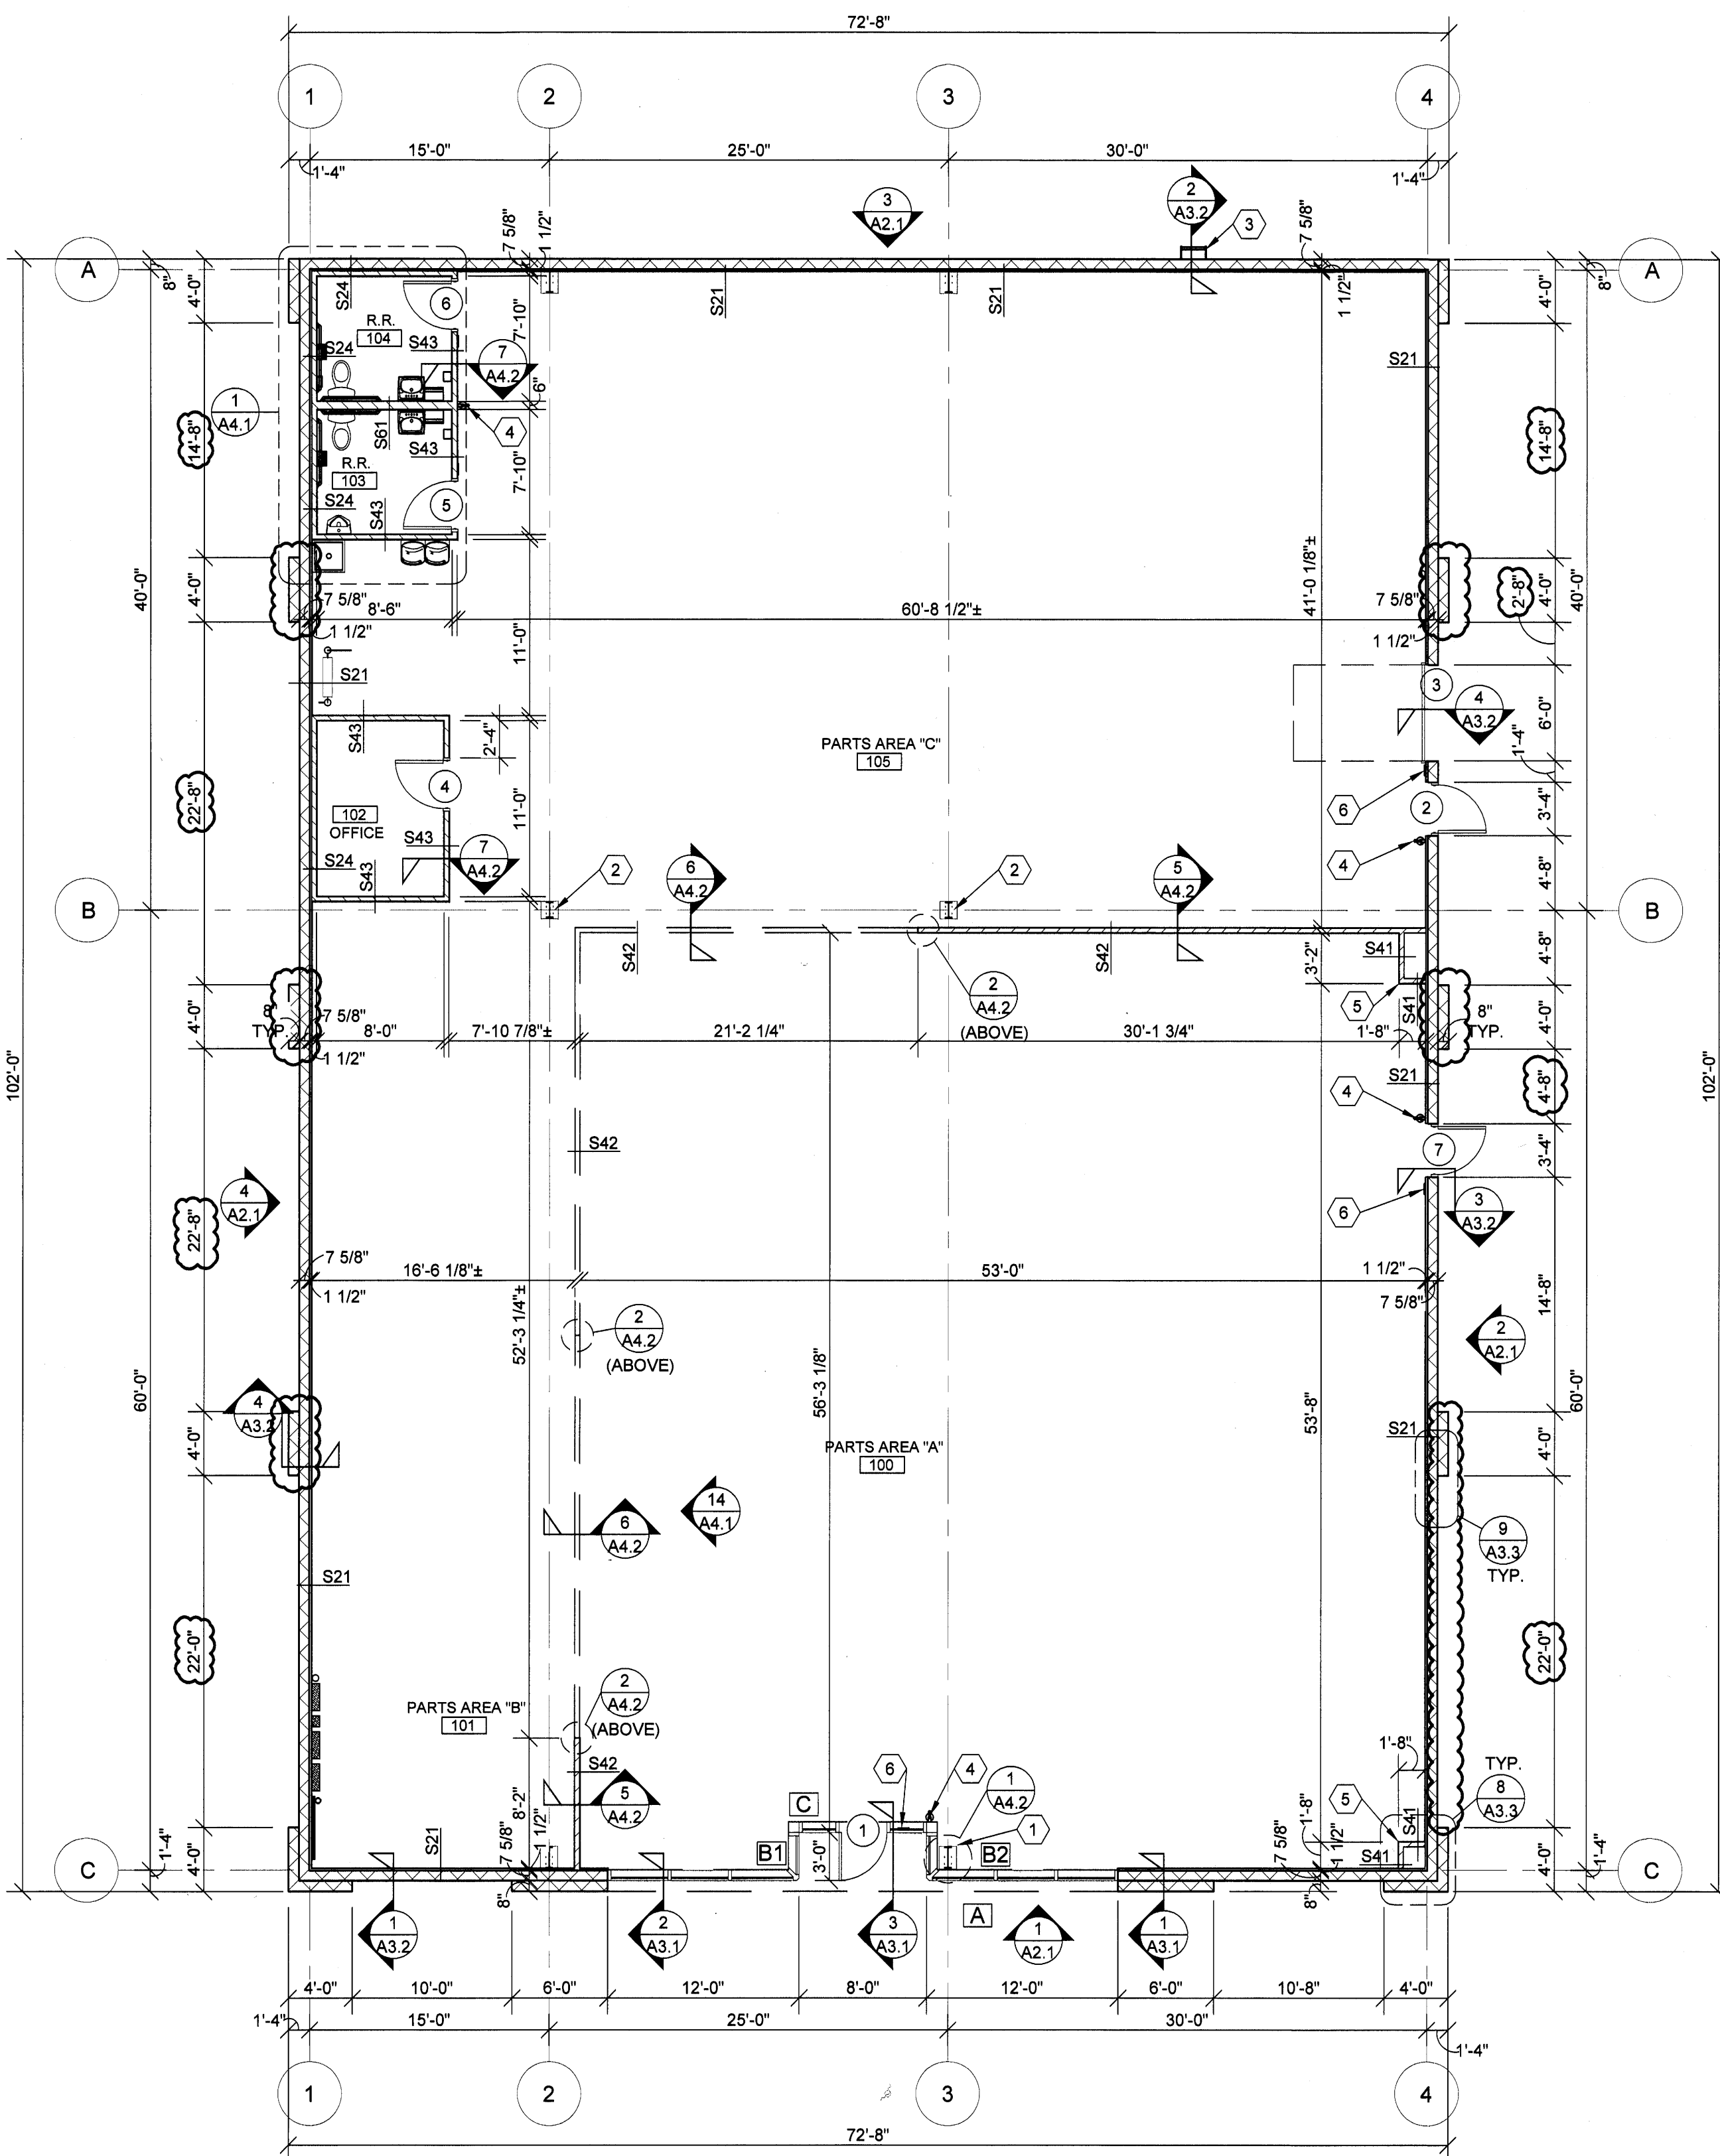 72'-8"
1
2
3
4
15'-0"
25'-0"
30'-0"
1'-4"
1'-4"
3
A2.1
2
A3.2
3
7 5/8"
1 1/2"
7 5/8"
1 1/2"
A
A
8"
8"
4'-0"
4'-0"
S24
S21
S21
6
R.R.
104
7'-10"
S24
S43
7
A4.2
S21
6"
1
A4.1
14'-8"
14'-8"
S61
S43
4
R.R.
103
7'-10"
S24
S43
5
40'-0"
4'-0"
7 5/8"
8'-6"
60'-8 1/2"±
41'-0 1/8"±
7 5/8"
2'-8"
4'-0"
40'-0"
1 1/2"
1 1/2"
11'-0"
S21
3
4
A3.2
6'-0"
S43
2'-4"
PARTS AREA "C"
105
1'-4"
6
22'-8"
4
11'-0"
102
OFFICE
2
3'-4"
S43
S24
S43
7
A4.2
2
6
A4.2
2
5
A4.2
4
4'-8"
B
B
S42
S42
S41
3'-2"
4'-8"
2
A4.2
(ABOVE)
5
S41
8"
TYP.
7 5/8"
8'-0"
7'-10 7/8"±
21'-2 1/4"
30'-1 3/4"
1'-8"
8"
TYP.
4'-0"
4'-0"
1 1/2"
102'-0"
102'-0"
S21
4
4'-8"
S42
7
3'-4"
4
A2.1
22'-8"
6
3
A3.2
7 5/8"
16'-6 1/8"±
53'-0"
1 1/2"
1 1/2"
7 5/8"
14'-8"
52'-3 1/4"±
2
A4.2
(ABOVE)
2
A2.1
60'-0"
60'-0"
4
A3.2
56'-3 1/8"
53'-8"
4'-0"
PARTS AREA "A"
100
S21
4'-0"
14
A4.1
6
A4.2
9
A3.3
TYP.
S21
22'-0"
22'-0"
2
A4.2
(ABOVE)
PARTS AREA "B"
101
S42
5
A4.2
8'-2"
6
4
1
A4.2
1'-8"
TYP.
8
A3.3
5
C
1
1
1'-8"
S41
B1
3'-0"
B2
S41
S21
7 5/8"
1 1/2"
7 5/8"
1 1/2"
1'-4"
4'-0"
4'-0"
1'-4"
C
C
8"
8"
A
1
A3.2
2
A3.1
3
A3.1
1
A2.1
1
A3.1
4'-0"
10'-0"
6'-0"
12'-0"
8'-0"
12'-0"
6'-0"
10'-8"
4'-0"
1'-4"
15'-0"
25'-0"
30'-0"
1'-4"
1
2
3
4
72'-8"